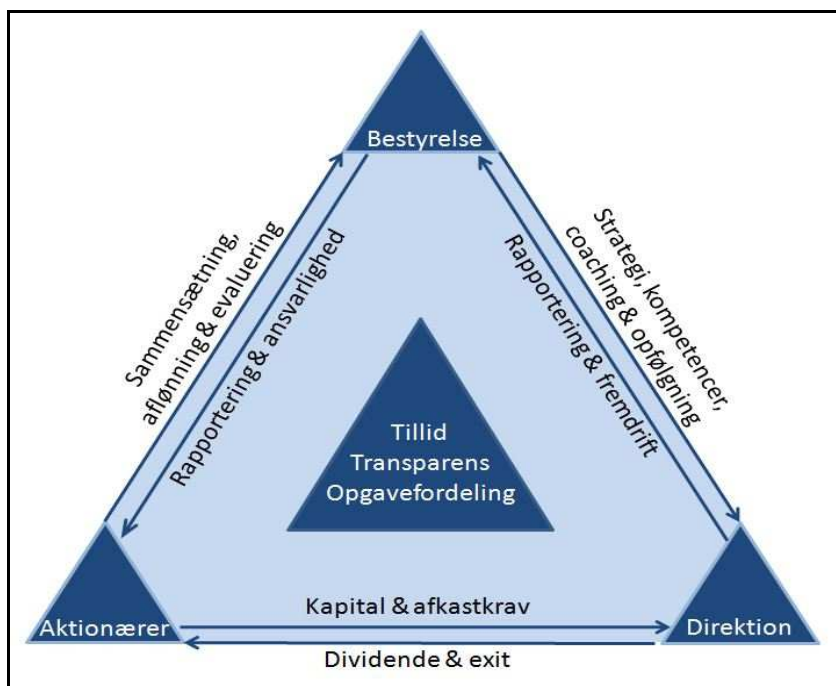 Bestyrelse
Sammensætning,
aflønning & evaluering
Rapportering & ansvarlighed
Strategi, kompetencer,
coaching & opfølgning
Rapportering & fremdrift
Tillid
Transparens
Opgavefordeling
Aktionærer
Kapital & afkastkrav
Dividende & exit
Direktion